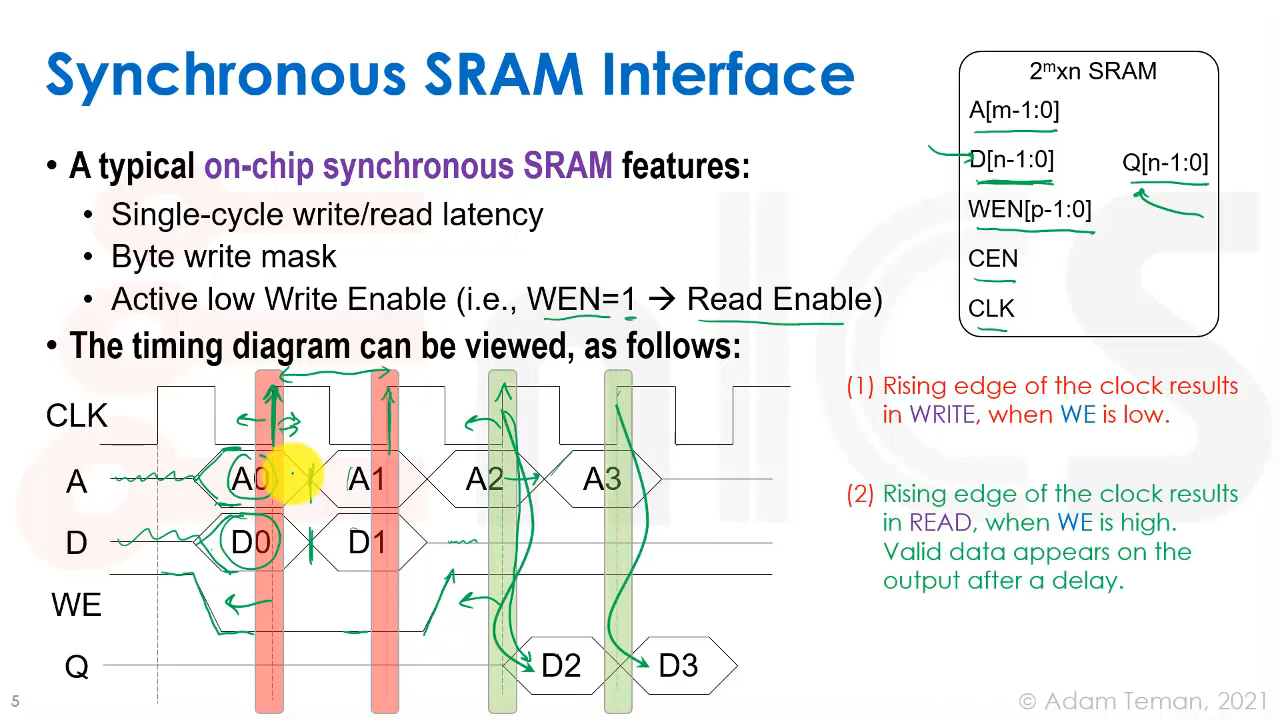 Synchronous SRAM Interface
• A typical on-chip synchronous SRAM features:
• Single-cycle write/read latency
• Byte write mask
• Active low Write Enable (i.e., WEN=1 → Read Enable)
• The timing diagram can be viewed, as follows:
2ᵐxn SRAM
A[m-1:0]
D[n-1:0]
Q[n-1:0]
WEN[p-1:0]
CEN
CLK
CLK
A
A0
A1
A2
A3
D
D0
D1
WE
Q
D2
D3
(1) Rising edge of the clock results
in WRITE, when WE is low.
(2) Rising edge of the clock results
in READ, when WE is high.
Valid data appears on the
output after a delay.
5
© Adam Teman, 2021